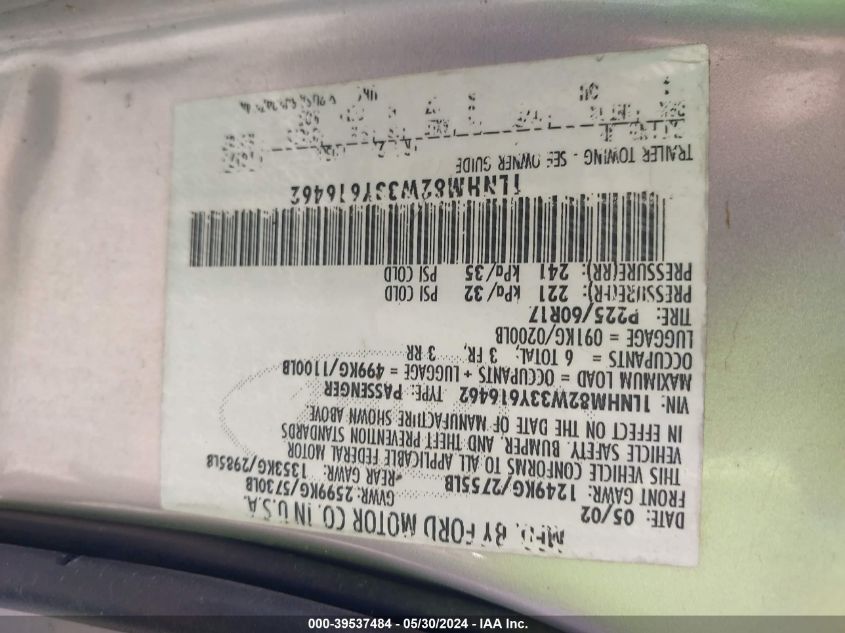 MFD. BY FORD MOTOR CO. IN U.S.A.
DATE: 05/02 GVWR: 2599KG/5730LB
FRONT GAWR: 1249KG/2755LB REAR GAWR: 1353KG/2985LB
THIS VEHICLE CONFORMS TO ALL APPLICABLE FEDERAL MOTOR
VEHICLE SAFETY, BUMPER, AND THEFT PREVENTION STANDARDS
IN EFFECT ON THE DATE OF MANUFACTURE SHOWN ABOVE
VIN: 1LNHM82W33Y616462 TYPE: PASSENGER
MAXIMUM LOAD = OCCUPANTS + LUGGAGE = 499KG/1100LB
OCCUPANTS = 6 TOTAL: 3 FR, 3 RR
LUGGAGE = 091KG/0200LB
TIRE: P225/60R17
PRESSURE(FR): 221 kPa/32 PSI COLD
PRESSURE(RR): 241 kPa/35 PSI COLD
1LNHM82W33Y616462
TRAILER TOWING - SEE OWNER GUIDE
000-39537484 - 05/30/2024 - IAA Inc.